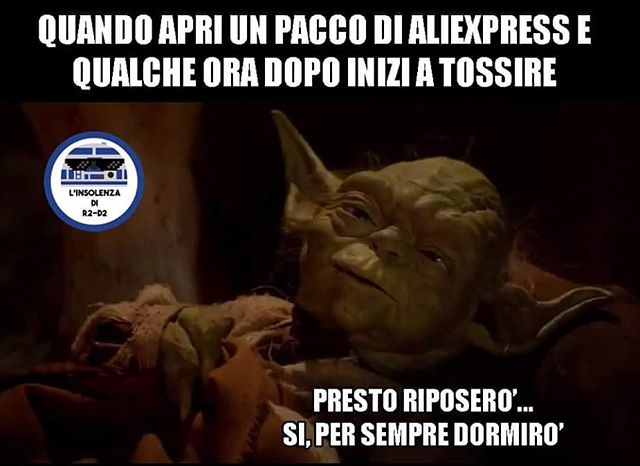 QUANDO APRI UN PACCO DI ALIEXPRESS E
QUALCHE ORA DOPO INIZI A TOSSIRE
L'INSOLENZA
DI
R2-D2
PRESTO RIPOSERO'...
SI, PER SEMPRE DORMIRO'